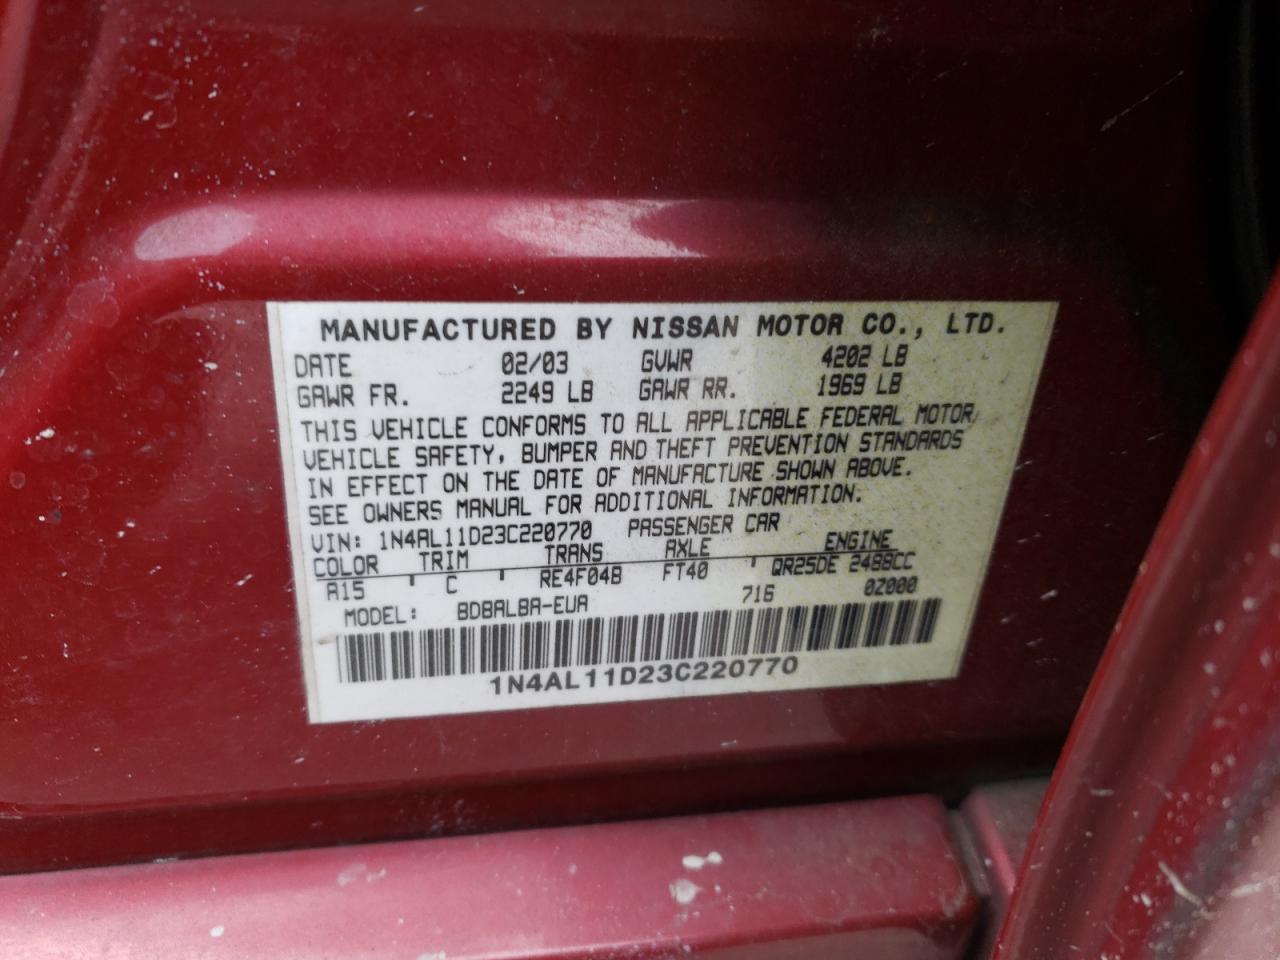 MANUFACTURED BY NISSAN MOTOR CO., LTD.
DATE 02/03 GVWR 4202 LB
GAWR FR. 2249 LB GAWR RR. 1969 LB
THIS VEHICLE CONFORMS TO ALL APPLICABLE FEDERAL MOTOR
VEHICLE SAFETY, BUMPER AND THEFT PREVENTION STANDARDS
IN EFFECT ON THE DATE OF MANUFACTURE SHOWN ABOVE.
SEE OWNERS MANUAL FOR ADDITIONAL INFORMATION.
VIN: 1N4AL11D23C220770 PASSENGER CAR
COLOR TRIM TRANS AXLE ENGINE
A15 ' C ' RE4F04B FT40 ' QR25DE 2488CC
MODEL: BDBALBA-EUA 716 0Z000
1N4AL11D23C220770